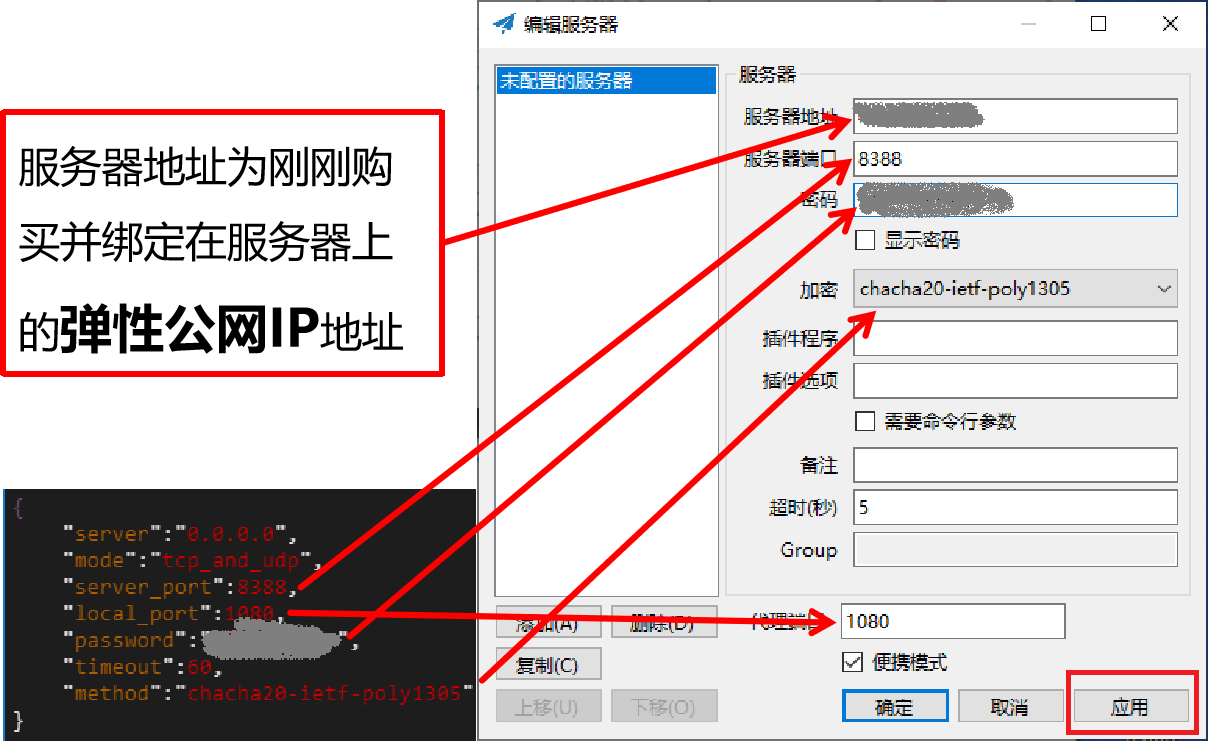 编辑服务器
未配置的服务器
服务器
服务器地址
服务器端口 8388
密码
显示密码
加密 chacha20-ietf-poly1305
插件程序
插件选项
需要命令行参数
备注
超时(秒) 5
Group
添加(A) 删除(D) 代理端口 1080
复制(C) 便携模式
上移(U) 下移(O) 确定 取消 应用
服务器地址为刚刚购
买并绑定在服务器上
的弹性公网IP地址
{
"server":"0.0.0.0",
"mode":"tcp_and_udp",
"server_port":8388,
"local_port":1080,
"password":"",
"timeout":60,
"method":"chacha20-ietf-poly1305"
}